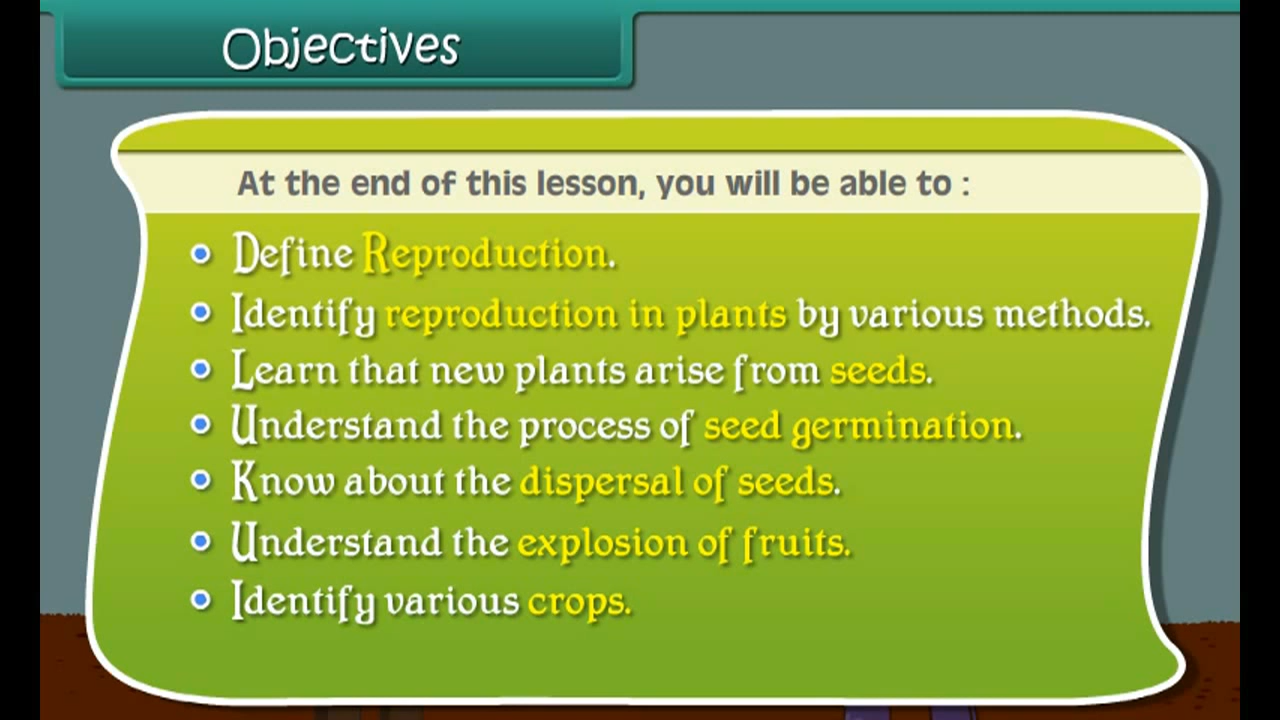 Objectives
At the end of this lesson, you will be able to :
Define Reproduction.
Identify reproduction in plants by various methods.
Learn that new plants arise from seeds.
Understand the process of seed germination.
Know about the dispersal of seeds.
Understand the explosion of fruits.
Identify various crops.